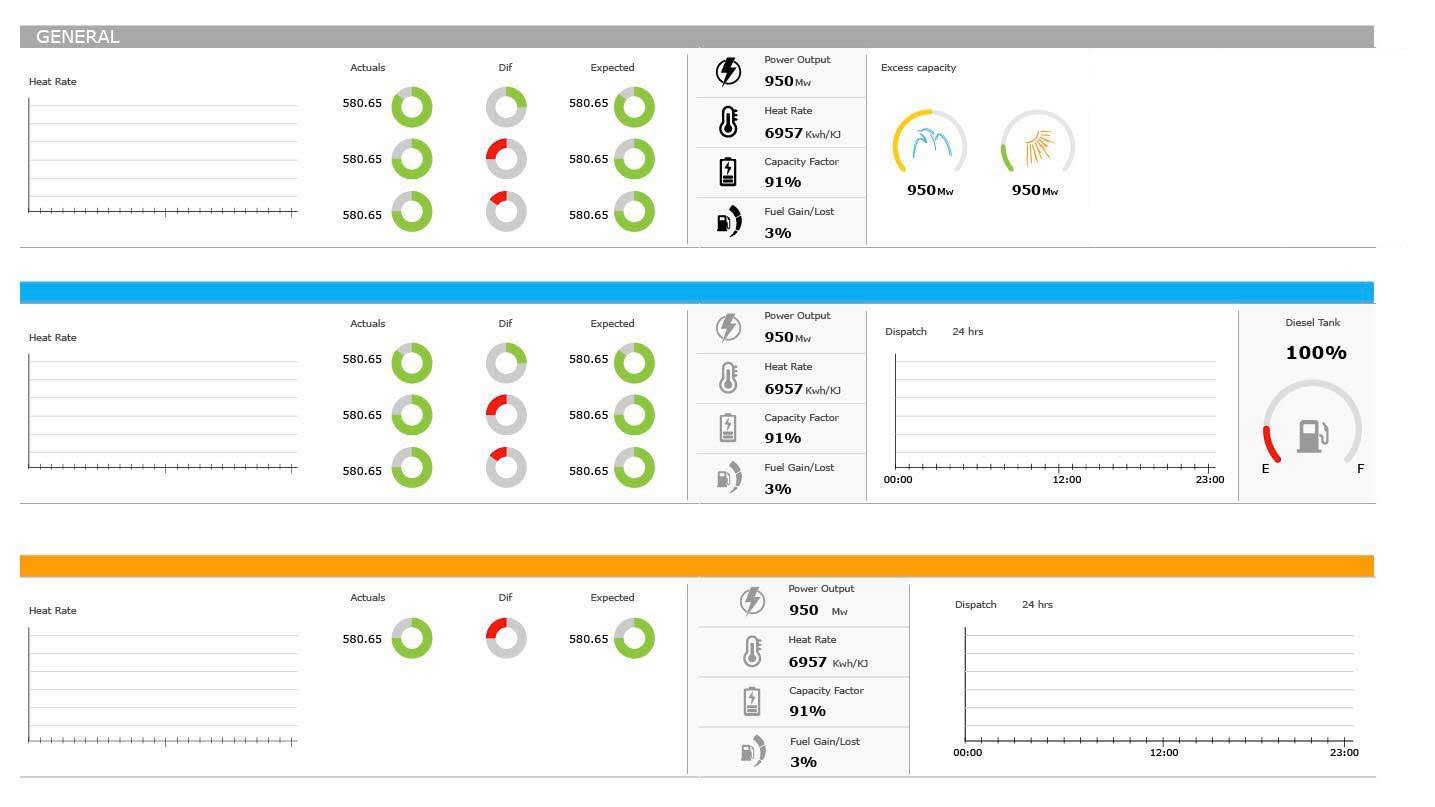 GENERAL
Heat Rate
Actuals
Dif
Expected
580.65
580.65
580.65
580.65
580.65
580.65
Power Output
950 Mw
Heat Rate
6957 Kwh/KJ
Capacity Factor
91%
Fuel Gain/Lost
3%
Excess capacity
950 Mw
950 Mw
Heat Rate
Actuals
Dif
Expected
580.65
580.65
580.65
580.65
580.65
580.65
Power Output
950 Mw
Heat Rate
6957 Kwh/KJ
Capacity Factor
91%
Fuel Gain/Lost
3%
Dispatch 24 hrs
00:00 12:00 23:00
Diesel Tank
100%
E F
Heat Rate
Actuals
Dif
Expected
580.65
580.65
Power Output
950 Mw
Heat Rate
6957 Kwh/KJ
Capacity Factor
91%
Fuel Gain/Lost
3%
Dispatch 24 hrs
00:00 12:00 23:00